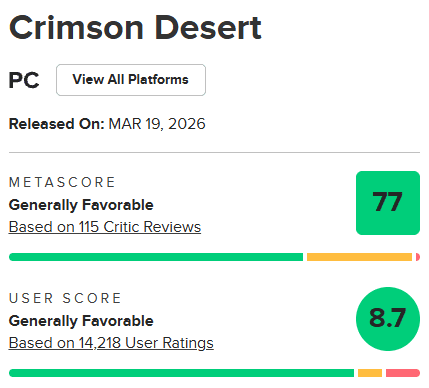 Crimson Desert
PC View All Platforms
Released On: MAR 19, 2026
METASCORE
Generally Favorable
Based on 115 Critic Reviews
77
USER SCORE
Generally Favorable
Based on 14,218 User Ratings
8.7